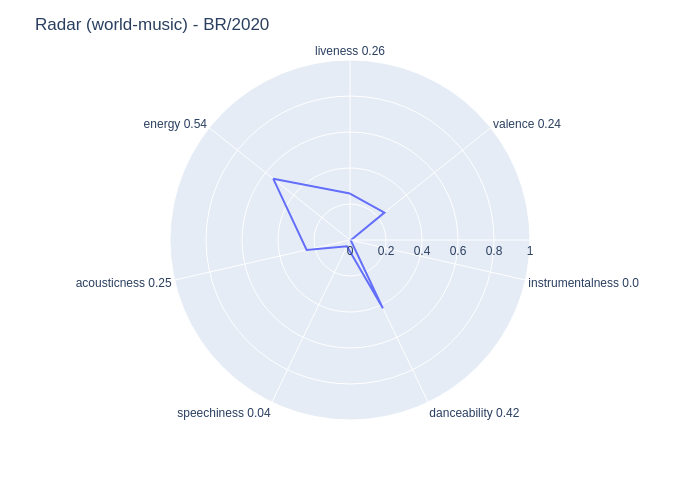 Radar (world-music) - BR/2020
liveness 0.26
energy 0.54
valence 0.24
0
0.2
0.4
0.6
0.8
1
acousticness 0.25
instrumentalness 0.0
speechiness 0.04
danceability 0.42